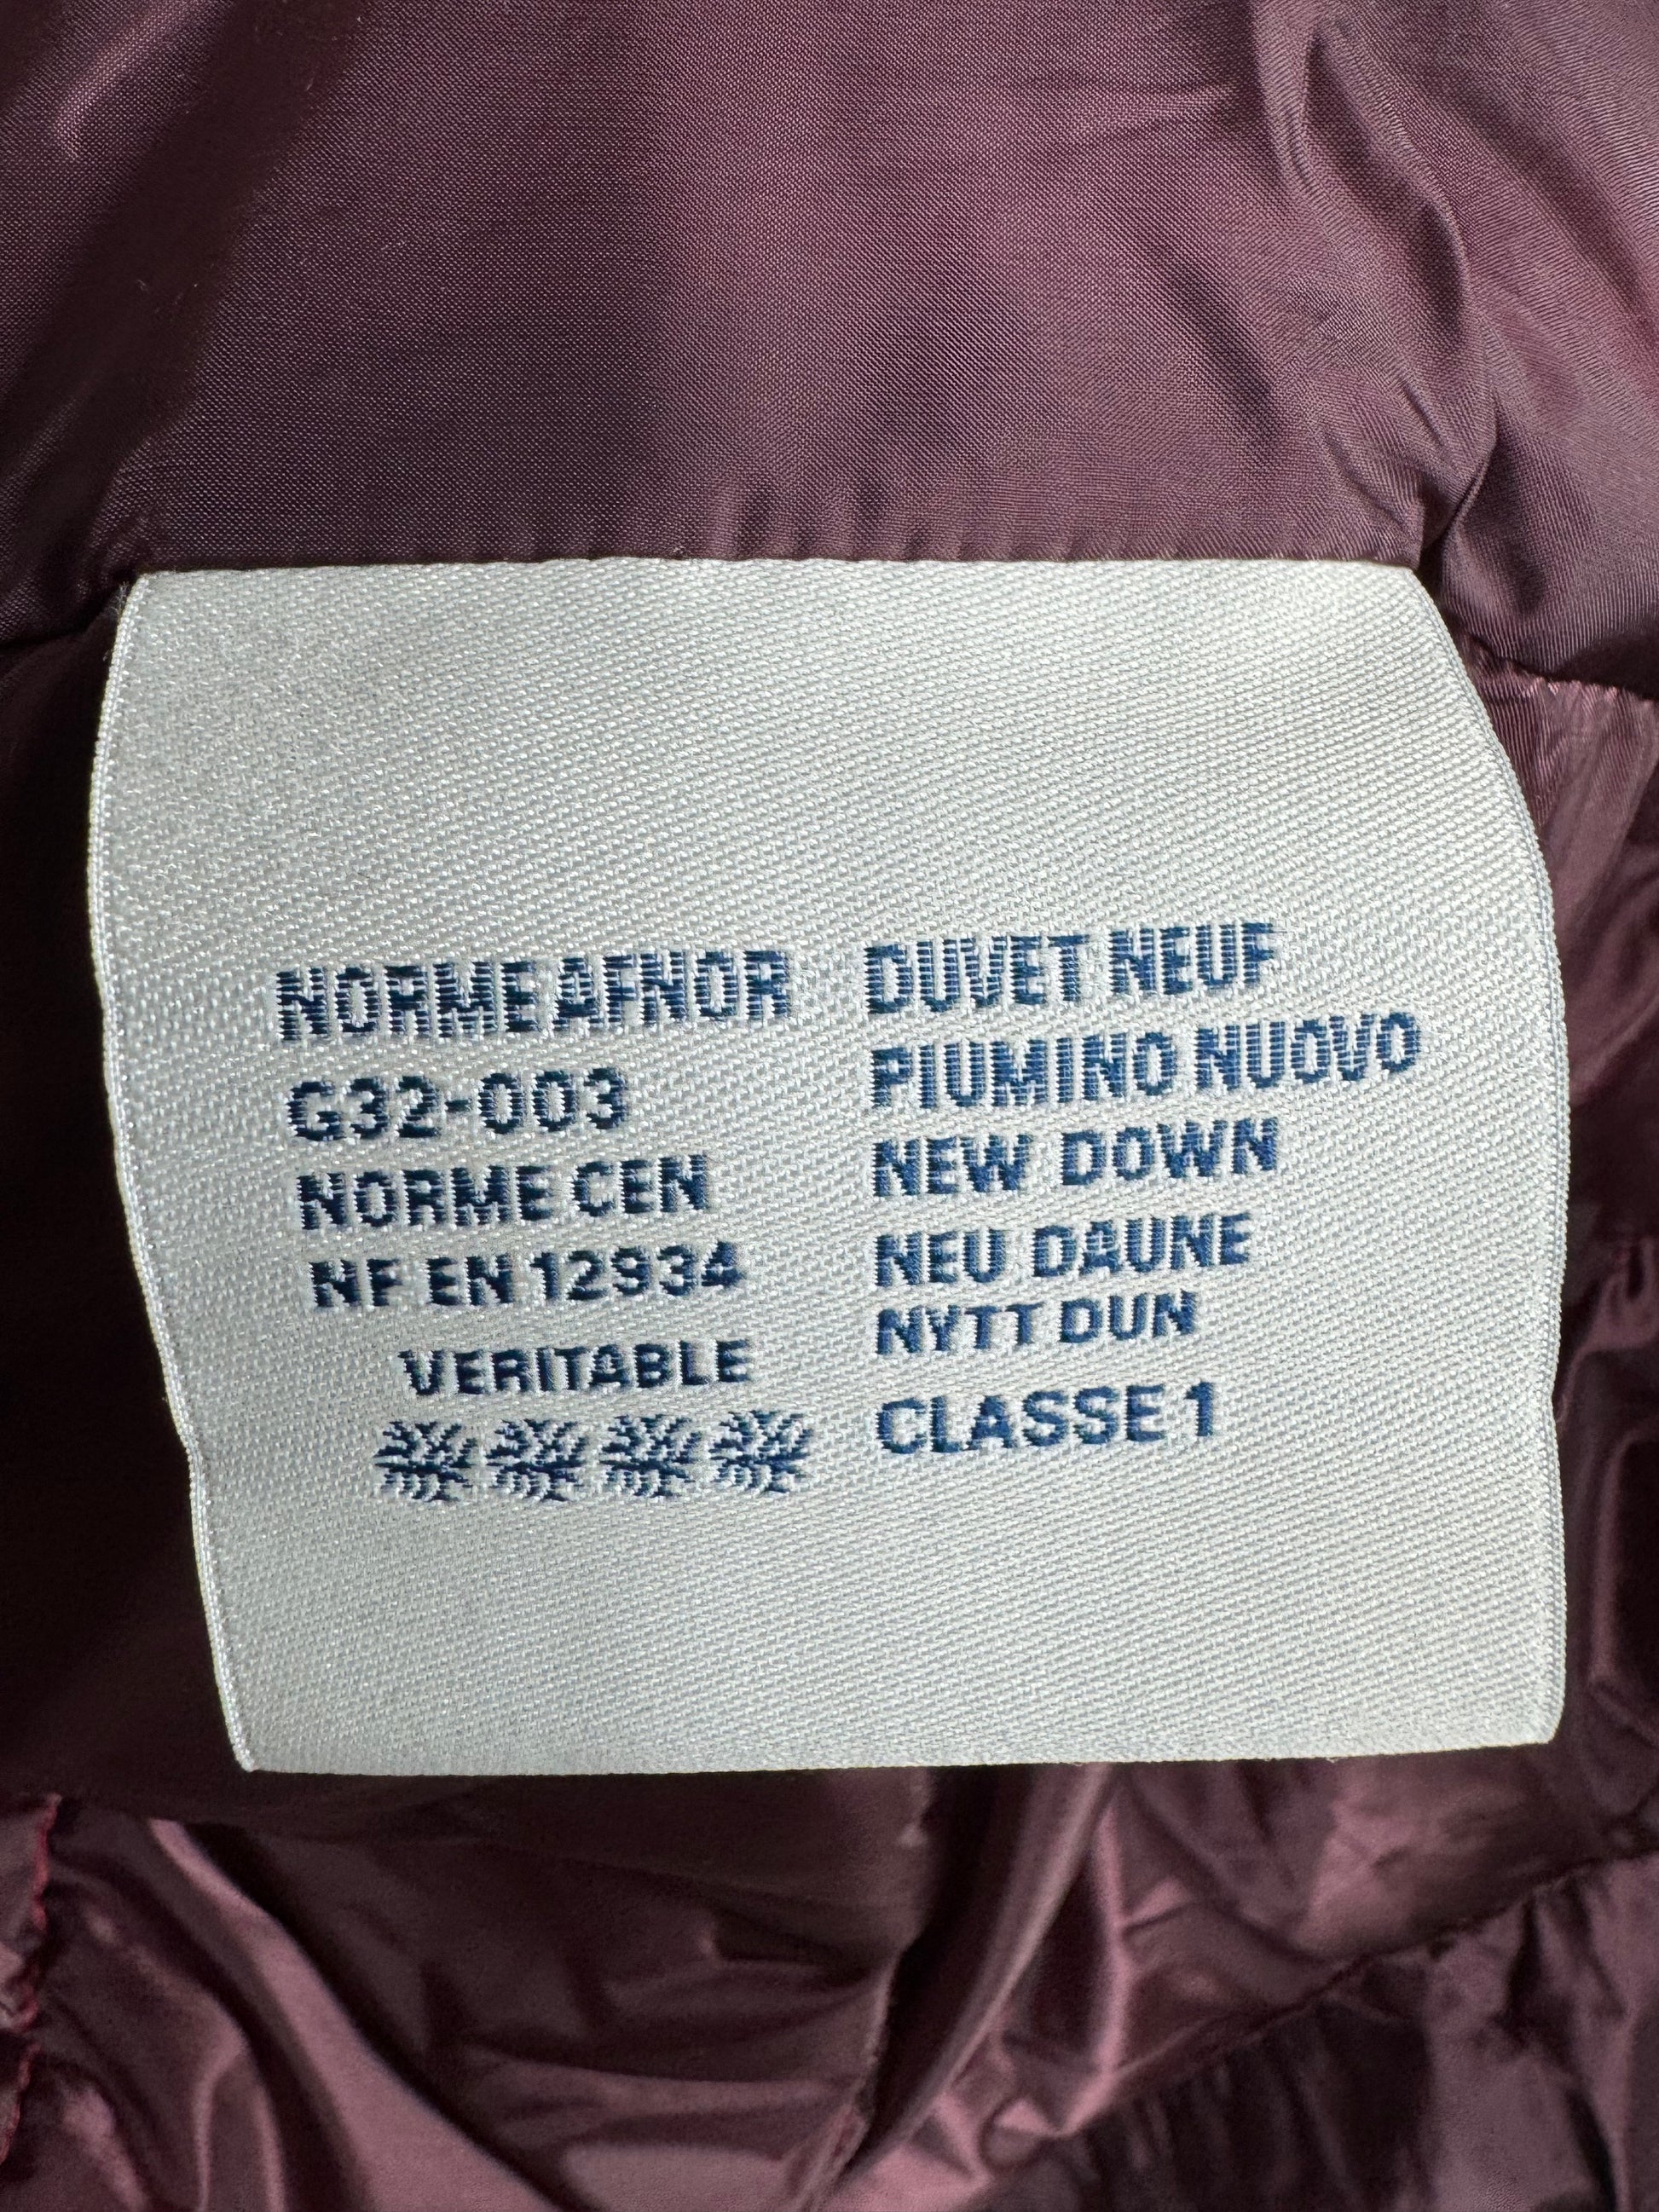 NORME AFNOR
G32-003
NORME CEN
NF EN 12934
VERITABLE
DUVET NEUF
PIUMINO NUOVO
NEW DOWN
NEU DAUNE
NYTT DUN
CLASSE 1